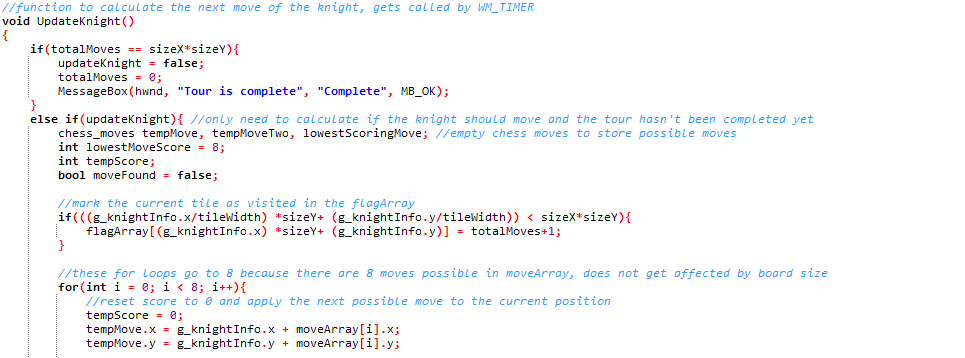 //function to calculate the next move of the knight, gets called by WM_TIMER
void UpdateKnight()
{
    if(totalMoves == sizeX*sizeY){
        updateKnight = false;
        totalMoves = 0;
        MessageBox(hwnd, "Tour is complete", "Complete", MB_OK);
    }
    else if(updateKnight){ //only need to calculate if the knight should move and the tour hasn't been completed yet
        chess_moves tempMove, tempMoveTwo, lowestScoringMove; //empty chess moves to store possible moves
        int lowestMoveScore = 8;
        int tempScore;
        bool moveFound = false;

        //mark the current tile as visited in the flagArray
        if(((g_knightInfo.x/tileWidth) *sizeY+ (g_knightInfo.y/tileWidth)) < sizeX*sizeY){
            flagArray[(g_knightInfo.x) *sizeY+ (g_knightInfo.y)] = totalMoves+1;
        }

        //these for loops go to 8 because there are 8 moves possible in moveArray, does not get affected by board size
        for(int i = 0; i < 8; i++){
            //reset score to 0 and apply the next possible move to the current position
            tempScore = 0;
            tempMove.x = g_knightInfo.x + moveArray[i].x;
            tempMove.y = g_knightInfo.y + moveArray[i].y;